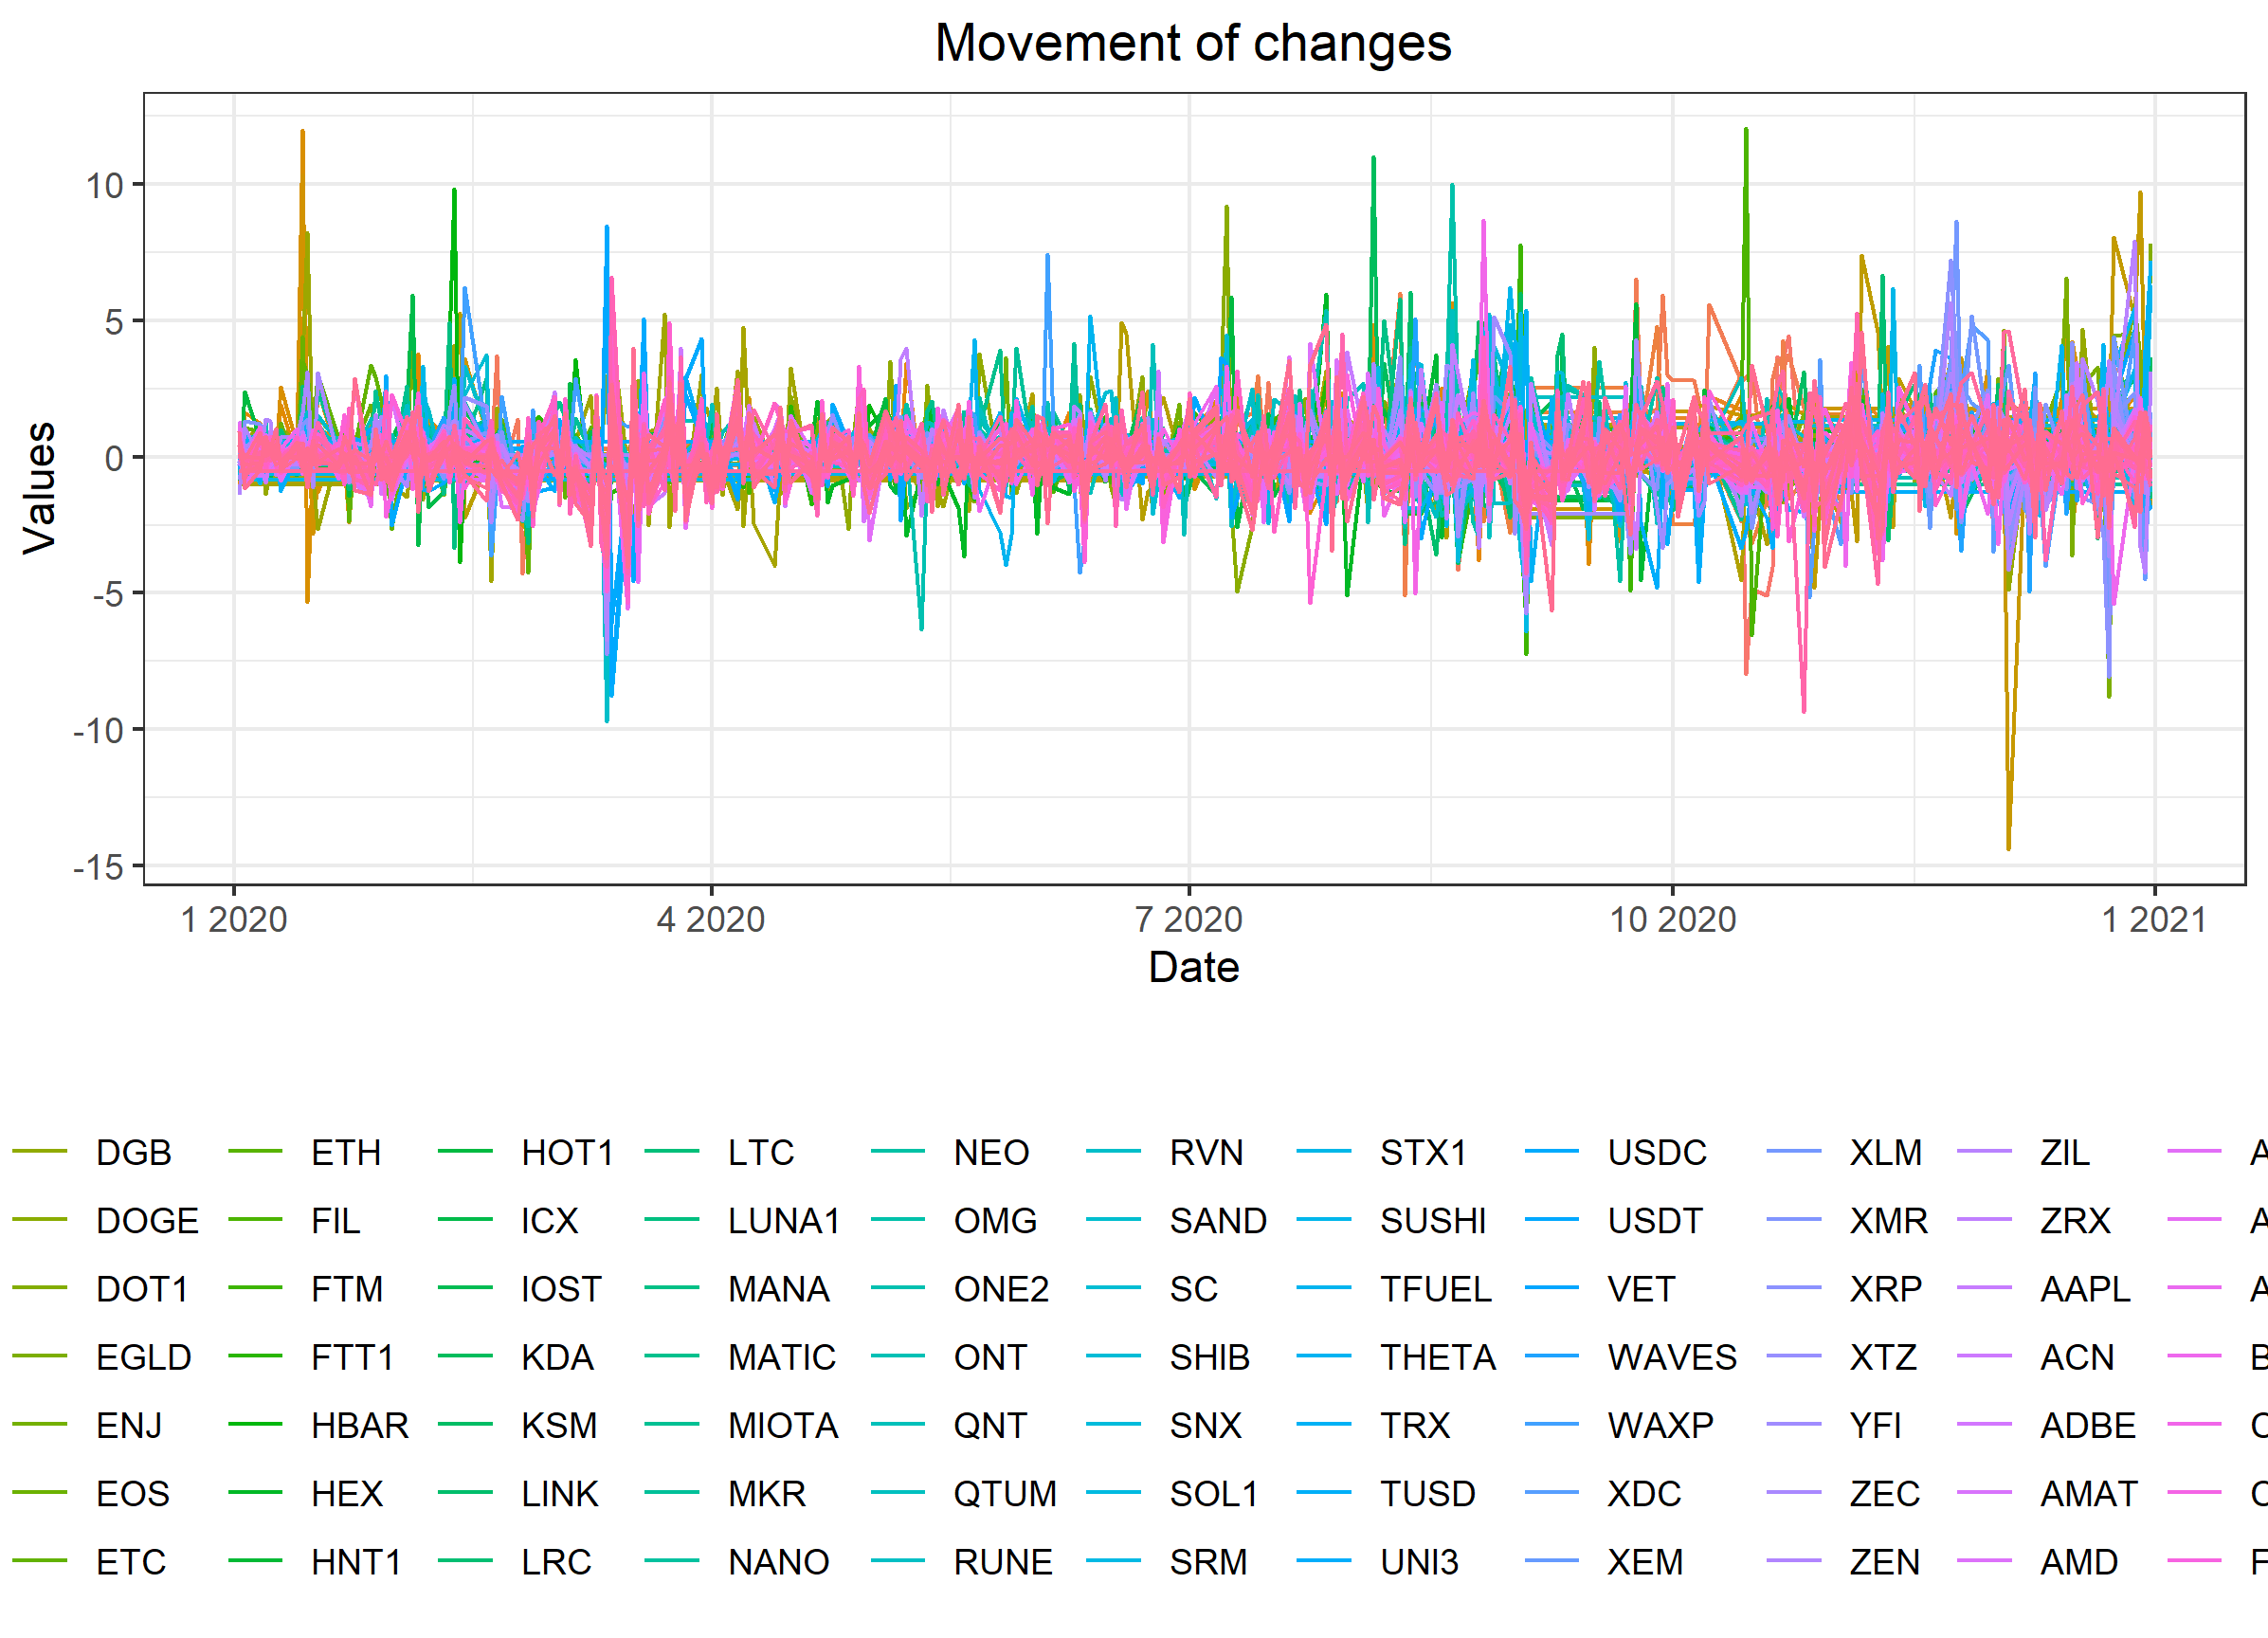 Movement of changes
Values
10
5
0
-5
-10
-15
1 2020 4 2020 7 2020 10 2020 1 2021
Date
DGB ETH HOT1 LTC NEO RVN STX1 USDC XLM ZIL A
DOGE FIL ICX LUNA1 OMG SAND SUSHI USDT XMR ZRX A
DOT1 FTM IOST MANA ONE2 SC TFUEL VET XRP AAPL A
EGLD FTT1 KDA MATIC ONT SHIB THETA WAVES XTZ ACN
ENJ HBAR KSM MIOTA QNT SNX TRX WAXP YFI ADBE
EOS HEX LINK MKR QTUM SOL1 TUSD XDC ZEC AMAT
ETC HNT1 LRC NANO RUNE SRM UNI3 XEM ZEN AMD